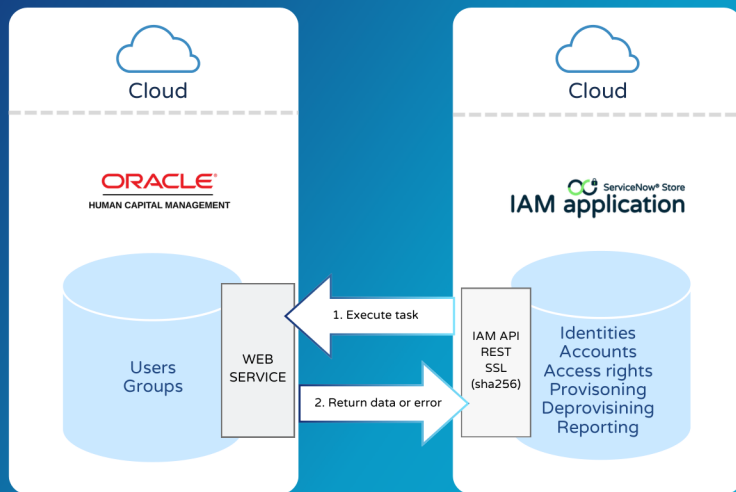 Cloud
ORACLE®
HUMAN CAPITAL MANAGEMENT
Users
Groups
WEB
SERVICE
1. Execute task
2. Return data or error
Cloud
ServiceNow® Store
IAM application
IAM API
REST
SSL
(sha256)
Identities
Accounts
Access rights
Provisoning
Deprovisining
Reporting